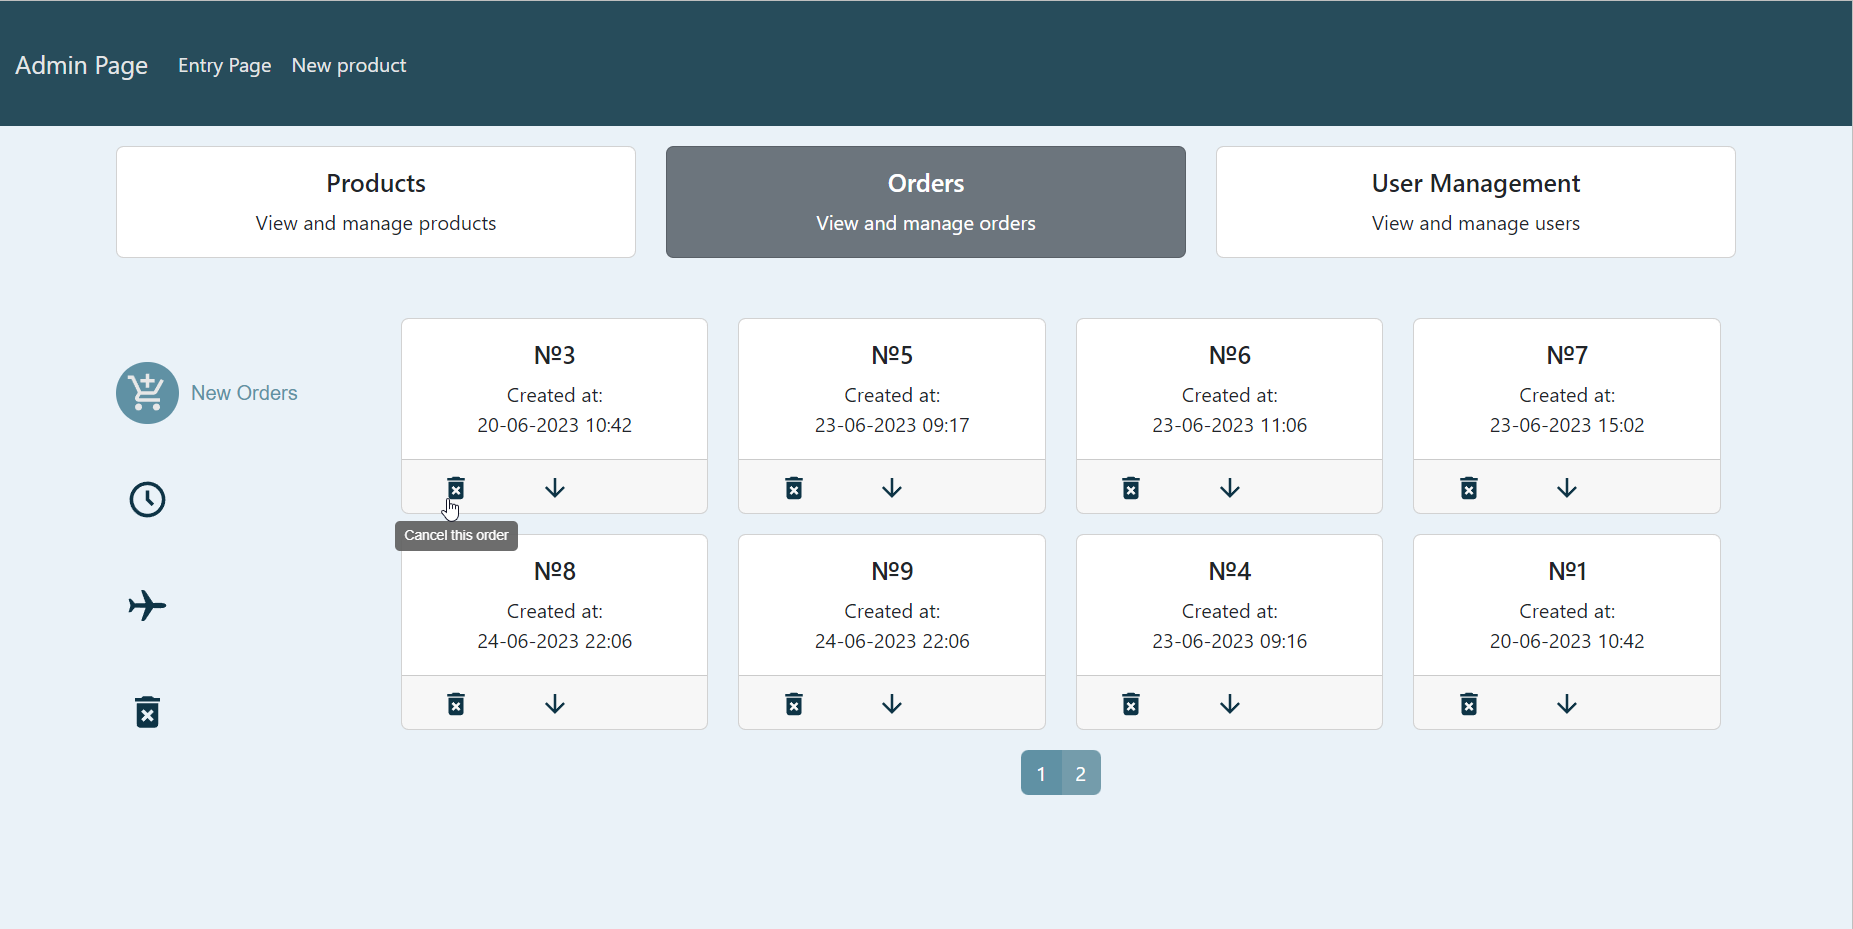 Admin Page Entry Page New product
Products
View and manage products
Orders
View and manage orders
User Management
View and manage users
New Orders
№3
Created at:
20-06-2023 10:42
№5
Created at:
23-06-2023 09:17
№6
Created at:
23-06-2023 11:06
№7
Created at:
23-06-2023 15:02
Cancel this order
№8
Created at:
24-06-2023 22:06
№9
Created at:
24-06-2023 22:06
№4
Created at:
23-06-2023 09:16
№1
Created at:
20-06-2023 10:42
1 2